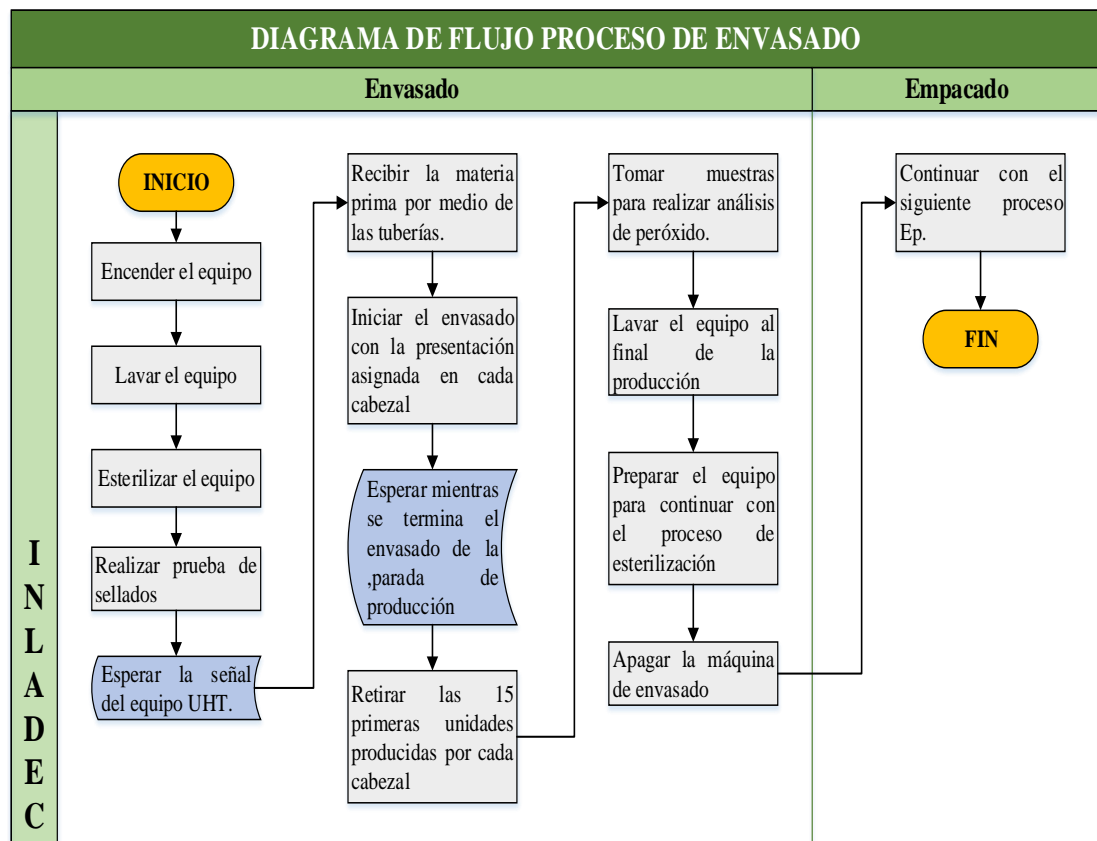 DIAGRAMA DE FLUJO PROCESO DE ENVASADO
Envasado
Empacado
I
N
L
A
D
E
C
INICIO
Encender el equipo
Lavar el equipo
Esterilizar el equipo
Realizar prueba de
sellados
Esperar la señal
del equipo UHT.
Recibir la materia
prima por medio de
las tuberías.
Iniciar el envasado
con la presentación
asignada en cada
cabezal
Esperar mientras
se termina el
envasado de la
,parada de
producción
Retirar las 15
primeras unidades
producidas por cada
cabezal
Tomar muestras
para realizar análisis
de peróxido.
Lavar el equipo al
final de la
producción
Preparar el equipo
para continuar con
el proceso de
esterilización
Apagar la máquina
de envasado
Continuar con el
siguiente proceso
Ep.
FIN